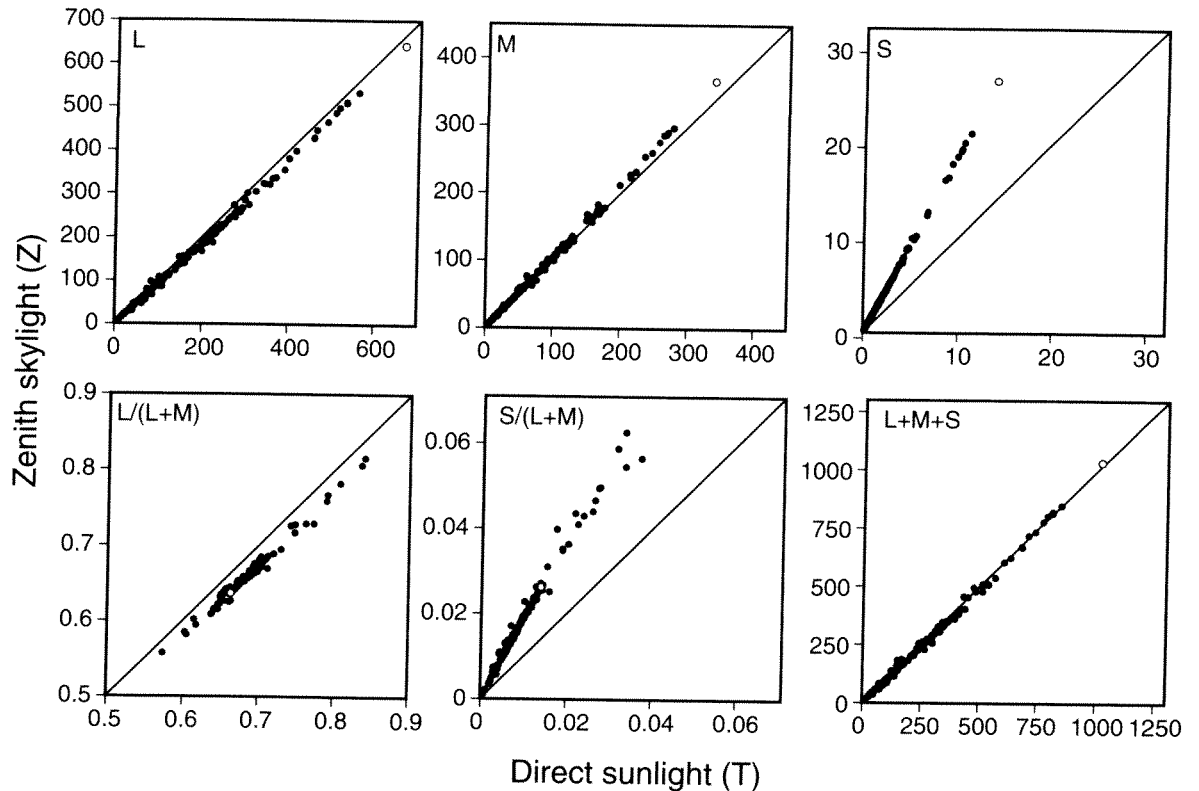 L
700
600
500
400
300
200
100
0
0 200 400 600
M
400
300
200
100
0
0 100 200 300 400
S
30
20
10
0
0 10 20 30
Zenith skylight (Z)
L/(L+M)
0.9
0.8
0.7
0.6
0.5
0.5 0.6 0.7 0.8 0.9
S/(L+M)
0.06
0.04
0.02
0
0 0.02 0.04 0.06
L+M+S
1250
1000
750
500
250
0
0 250 500 750 1000 1250
Direct sunlight (T)